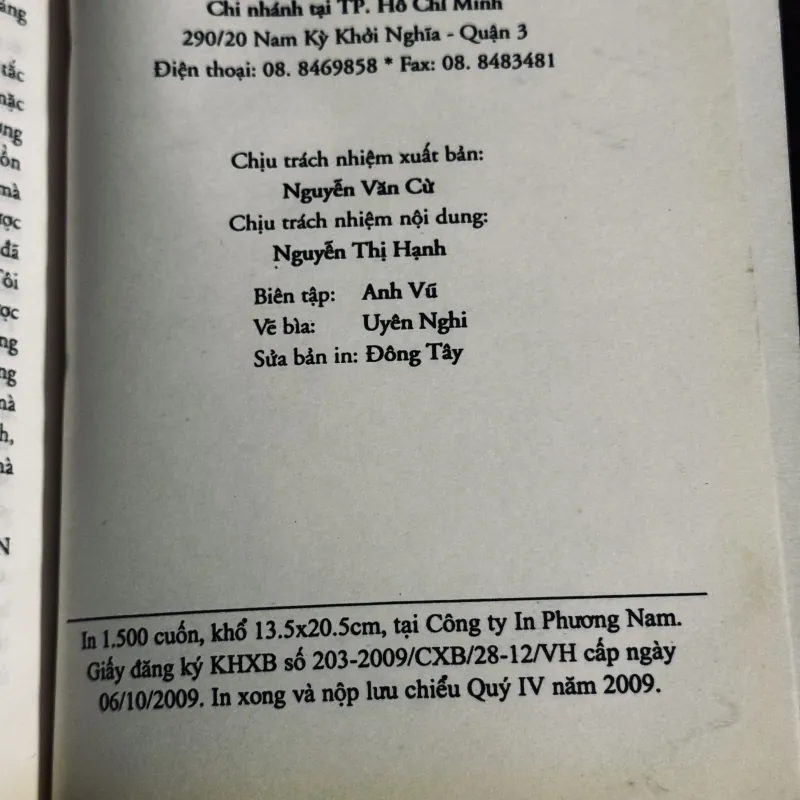 Chi nhánh tại TP. Hồ Chí Minh
290/20 Nam Kỳ Khởi Nghĩa - Quận 3
Điện thoại: 08. 8469858 * Fax: 08. 8483481
Chịu trách nhiệm xuất bản:
Nguyễn Văn Cừ
Chịu trách nhiệm nội dung:
Nguyễn Thị Hạnh
Biên tập: Anh Vũ
Vẽ bìa: Uyên Nghi
Sửa bản in: Đông Tây
In 1.500 cuốn, khổ 13.5x20.5cm, tại Công ty In Phương Nam.
Giấy đăng ký KHXB số 203-2009/CXB/28-12/VH cấp ngày
06/10/2009. In xong và nộp lưu chiểu Quý IV năm 2009.